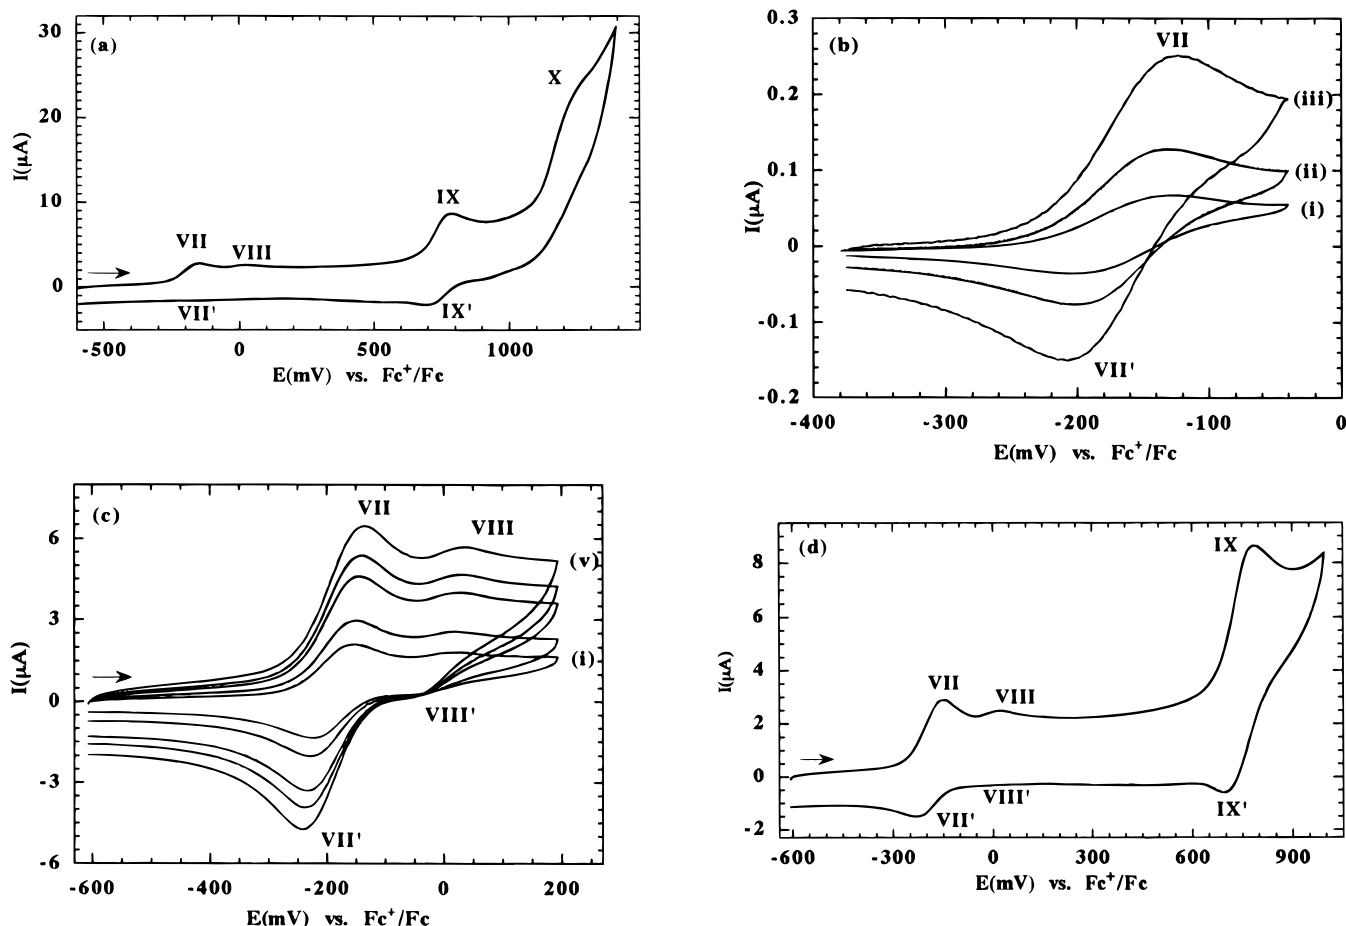 (a)
30
20
10
0
I(μA)
VII
VIII
IX
X
VII'
IX'
-500
0
500
1000
E(mV) vs. Fc+/Fc
(b)
0.3
0.2
0.1
0
-0.1
-0.2
I(μA)
VII
(iii)
(ii)
(i)
VII'
-400
-300
-200
-100
0
E(mV) vs. Fc+/Fc
(c)
6
3
0
-3
-6
I(μA)
VII
VIII
(v)
(i)
VIII'
VII'
-600
-400
-200
0
200
E(mV) vs. Fc+/Fc
(d)
8
6
4
2
0
-2
I(μA)
IX
VII
VIII
VIII'
VII'
IX'
-600
-300
0
300
600
900
E(mV) vs. Fc+/Fc